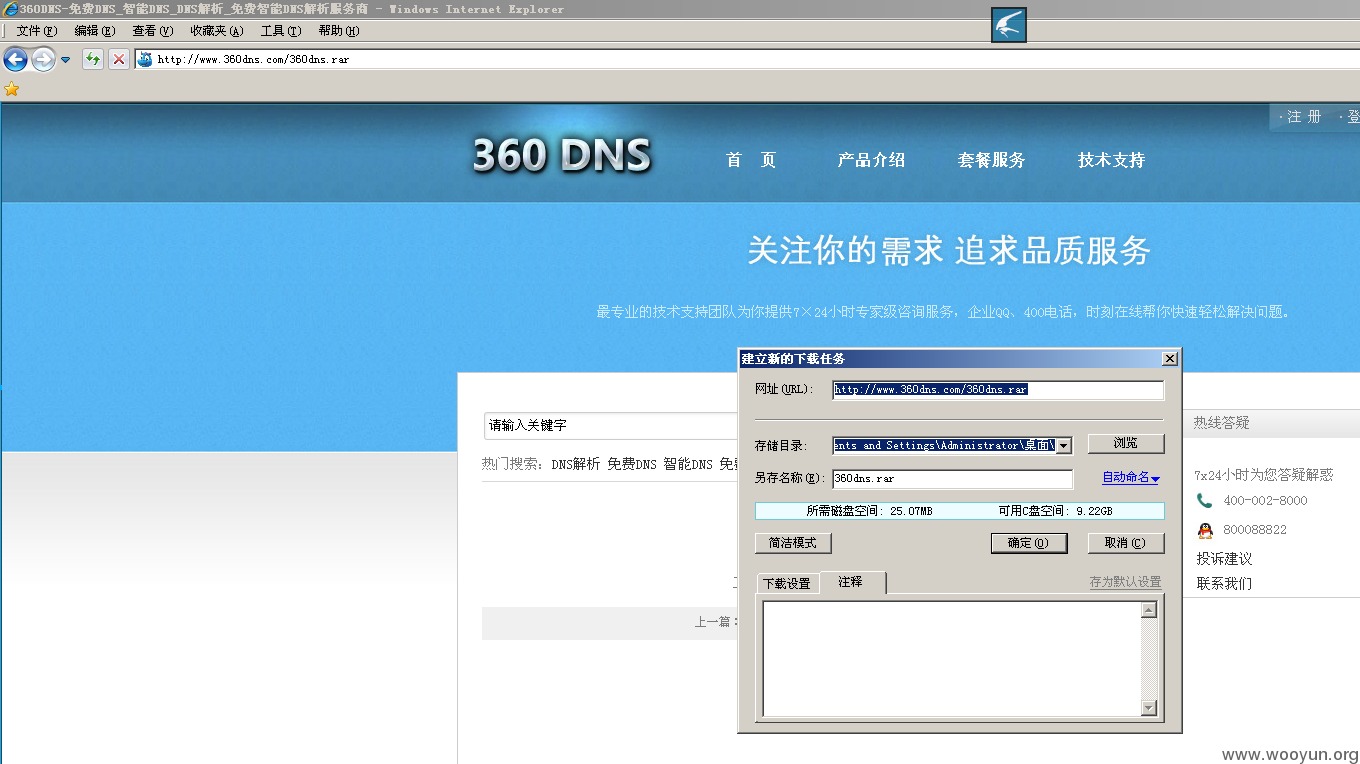 360DNS-免费DNS_智能DNS_DNS解析_免费智能DNS解析服务商 - Windows Internet Explorer
文件(F) 编辑(E) 查看(V) 收藏夹(A) 工具(T) 帮助(H)
http://www.360dns.com/360dns.rar
·注 册 ·登
360 DNS 首 页 产品介绍 套餐服务 技术支持
关注你的需求 追求品质服务
最专业的技术支持团队为你提供7×24小时专家级咨询服务，企业QQ、400电话，时刻在线帮你快速轻松解决问题。
建立新的下载任务
网址(URL): http://www.360dns.com/360dns.rar
存储目录: ents and Settings\Administrator\桌面\ 浏览
另存名称(E): 360dns.rar 自动命名
所需磁盘空间: 25.07MB 可用C盘空间: 9.22GB
简洁模式 确定(O) 取消(C)
下载设置 注释 存为默认设置
请输入关键字
热门搜索: DNS解析 免费DNS 智能DNS
上一篇：
热线答疑
7x24小时为您答疑解惑
400-002-8000
800088822
投诉建议
联系我们
www.wooyun.org